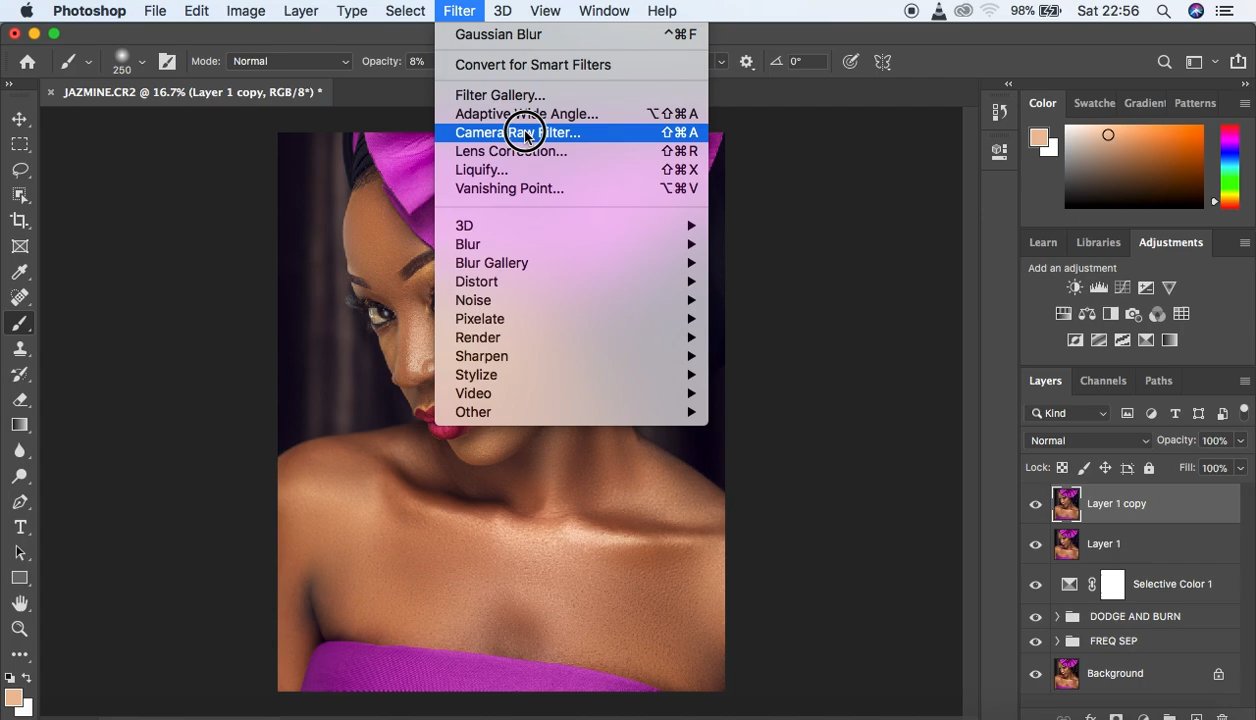 Photoshop File Edit Image Layer Type Select Filter 3D View Window Help 98% Sat 22:56
250 Mode: Normal Opacity: 8% 0°
× JAZMINE.CR2 @ 16.7% (Layer 1 copy, RGB/8*) *
Gaussian Blur ^⌘F
Convert for Smart Filters
Filter Gallery...
Adaptive Wide Angle... ⌥⇧⌘A
Camera Raw Filter... ⇧⌘A
Lens Correction... ⇧⌘R
Liquify... ⇧⌘X
Vanishing Point... ⌥⌘V
3D
Blur
Blur Gallery
Distort
Noise
Pixelate
Render
Sharpen
Stylize
Video
Other
Color Swatche Gradien Patterns
Learn Libraries Adjustments
Add an adjustment
Layers Channels Paths
Kind
Normal Opacity: 100%
Lock: Fill: 100%
Layer 1 copy
Layer 1
Selective Color 1
DODGE AND BURN
FREQ SEP
Background